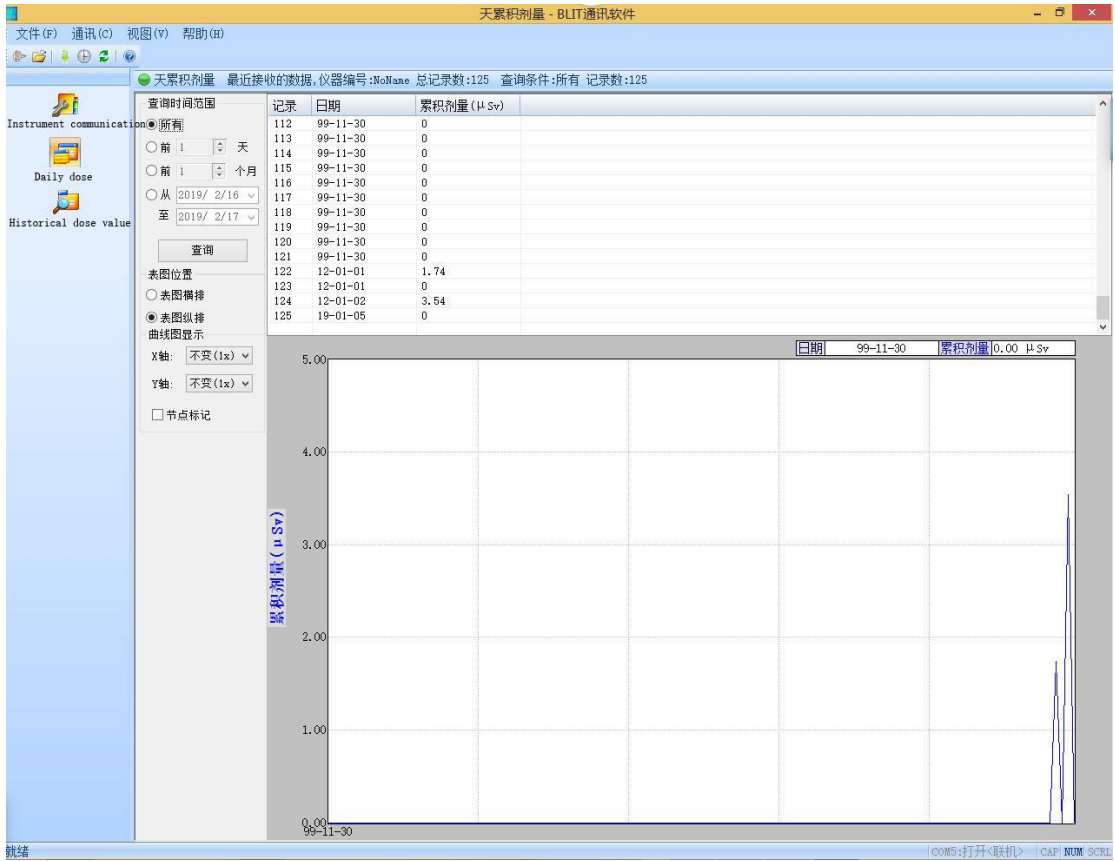 天累积剂量 - BLIT通讯软件
文件(F) 通讯(C) 视图(V) 帮助(H)
天累积剂量 最近接收的数据,仪器编号:NoName 总记录数:125 查询条件:所有 记录数:125
Instrument communication
Daily dose
Historical dose value
查询时间范围
所有
前 1 天
前 1 个月
从 2019/ 2/16
至 2019/ 2/17
查询
表图位置
表图横排
表图纵排
曲线图显示
X轴: 不变(1x)
Y轴: 不变(1x)
节点标记
记录 日期 累积剂量(μSv)
112 99-11-30 0
113 99-11-30 0
114 99-11-30 0
115 99-11-30 0
116 99-11-30 0
117 99-11-30 0
118 99-11-30 0
119 99-11-30 0
120 99-11-30 0
121 99-11-30 0
122 12-01-01 1.74
123 12-01-01 0
124 12-01-02 3.54
125 19-01-05 0
日期 99-11-30 累积剂量 0.00 μSv
5.00
4.00
3.00
2.00
1.00
0.00
累积剂量(μSv)
99-11-30
就绪 COM5:打开<联机> CAP NUM SCRL